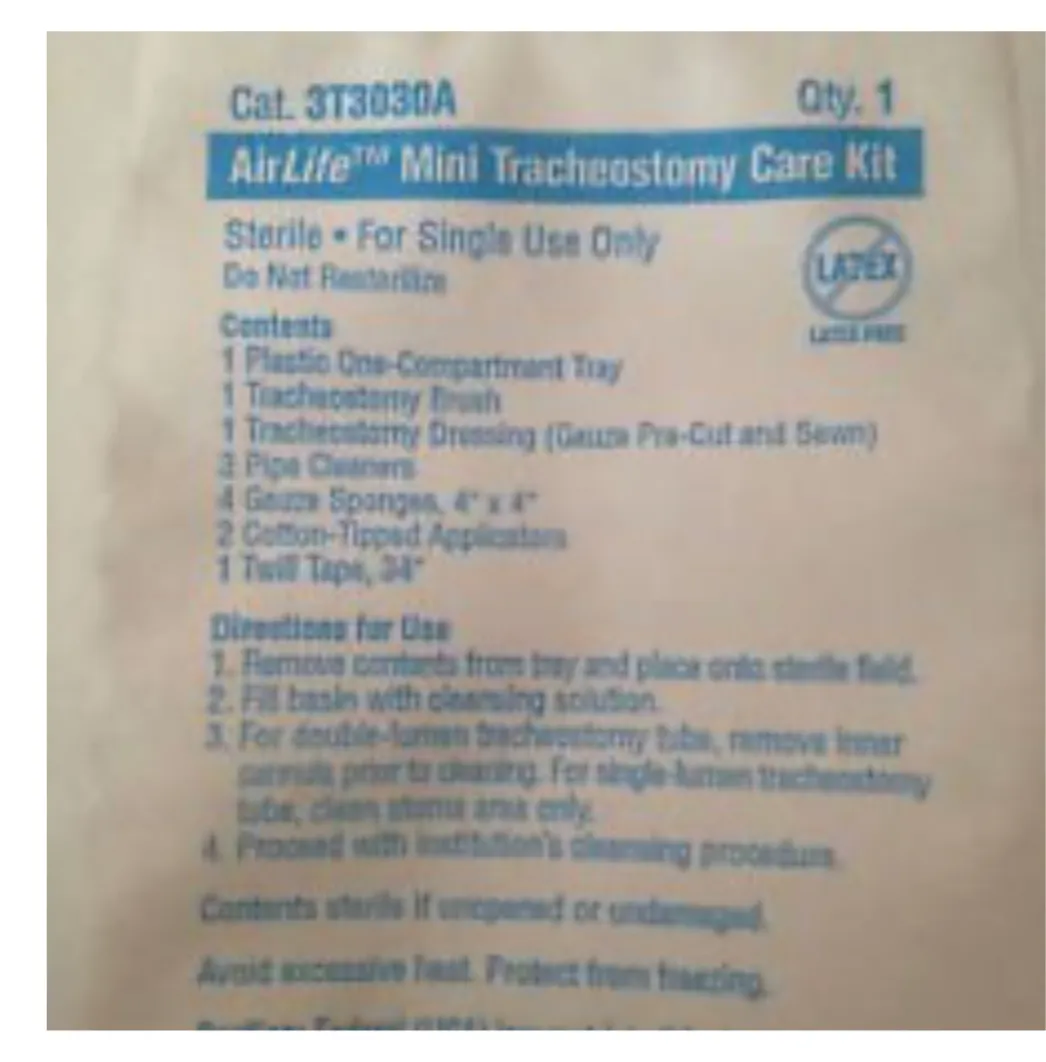 Cat. 3T3030A
Qty. 1
AirLife™ Mini Tracheostomy Care Kit
Sterile • For Single Use Only
Do Not Resterilize
LATEX
LATEX FREE
Contents
1 Plastic One-Compartment Tray
1 Tracheostomy Brush
1 Tracheostomy Dressing (Gauze Pre-Cut and Sewn)
Pipe Cleaners
4 Gauze Sponges, 4" x 4"
2 Cotton-Tipped Applicators
1 Twill Tape, 34"
Directions for Use
1. Remove contents from tray and place onto sterile field.
2. Fill basin with cleansing solution.
3. For double-lumen tracheostomy tube, remove inner
cannula prior to cleaning. For single-lumen tracheostomy
tube, clean stoma area only.
4. Proceed with institution's cleansing procedure.
Contents sterile if unopened or undamaged.
Avoid excessive heat. Protect from freezing.
Caution: Federal (USA) law